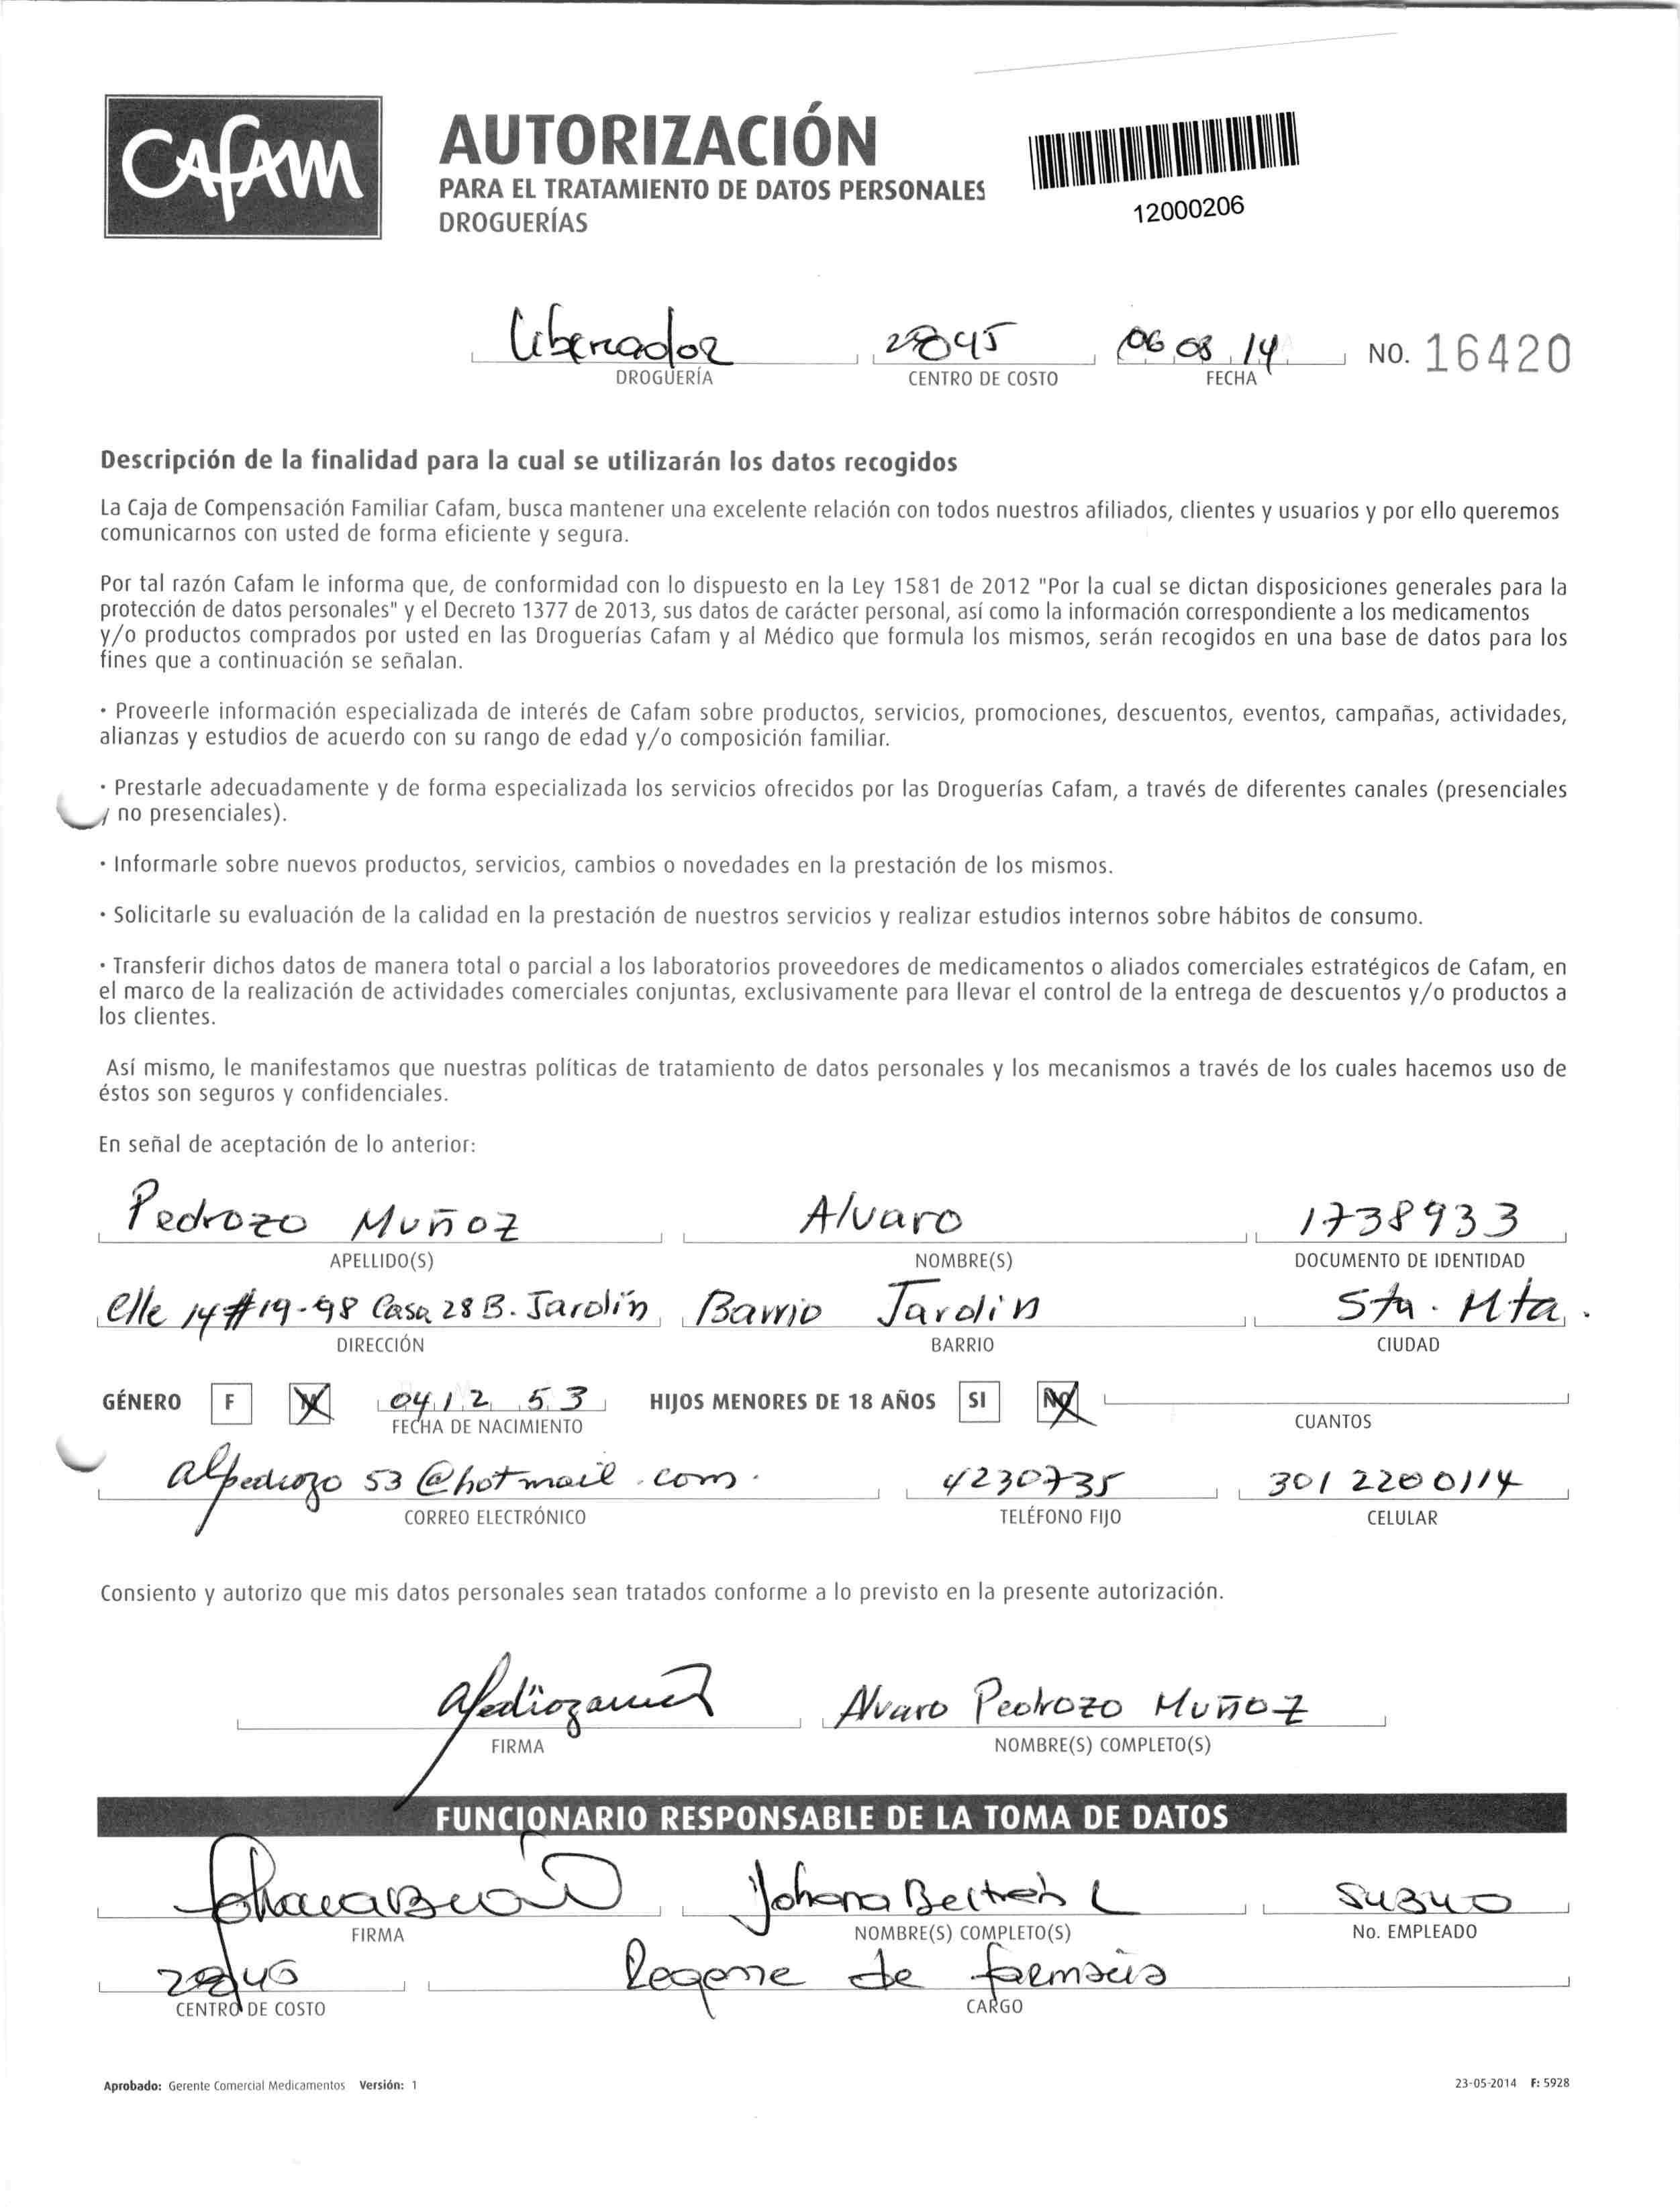 CAFAM
AUTORIZACIÓN
PARA EL TRATAMIENTO DE DATOS PERSONALES
DROGUERÍAS
12000206
Liberador 06 08 14 NO. 16420
DROGUERÍA CENTRO DE COSTO FECHA
Descripción de la finalidad para la cual se utilizarán los datos recogidos
La Caja de Compensación Familiar Cafam, busca mantener una excelente relación con todos nuestros afiliados, clientes y usuarios y por ello queremos
comunicarnos con usted de forma eficiente y segura.
Por tal razón Cafam le informa que, de conformidad con lo dispuesto en la Ley 1581 de 2012 "Por la cual se dictan disposiciones generales para la
protección de datos personales" y el Decreto 1377 de 2013, sus datos de carácter personal, así como la información correspondiente a los medicamentos
y/o productos comprados por usted en las Droguerías Cafam y al Médico que formula los mismos, serán recogidos en una base de datos para los
fines que a continuación se señalan.
· Proveerle información especializada de interés de Cafam sobre productos, servicios, promociones, descuentos, eventos, campañas, actividades,
alianzas y estudios de acuerdo con su rango de edad y/o composición familiar.
· Prestarle adecuadamente y de forma especializada los servicios ofrecidos por las Droguerías Cafam, a través de diferentes canales (presenciales
y no presenciales).
· Informarle sobre nuevos productos, servicios, cambios o novedades en la prestación de los mismos.
· Solicitarle su evaluación de la calidad en la prestación de nuestros servicios y realizar estudios internos sobre hábitos de consumo.
· Transferir dichos datos de manera total o parcial a los laboratorios proveedores de medicamentos o aliados comerciales estratégicos de Cafam, en
el marco de la realización de actividades comerciales conjuntas, exclusivamente para llevar el control de la entrega de descuentos y/o productos a
los clientes.
Así mismo, le manifestamos que nuestras políticas de tratamiento de datos personales y los mecanismos a través de los cuales hacemos uso de
éstos son seguros y confidenciales.
En señal de aceptación de lo anterior:
Pedrozo Muñoz Alvaro 1738933
APELLIDO(S) NOMBRE(S) DOCUMENTO DE IDENTIDAD
Clle 14 #19-98 Casa 28 B. Jardín Barrio Jardin Sta. Mta.
DIRECCIÓN BARRIO CIUDAD
GÉNERO F M 04 12 53 HIJOS MENORES DE 18 AÑOS SI NO
FECHA DE NACIMIENTO CUANTOS
alpedrozo 53 @hotmail.com. 4230735 301 2200114
CORREO ELECTRÓNICO TELÉFONO FIJO CELULAR
Consiento y autorizo que mis datos personales sean tratados conforme a lo previsto en la presente autorización.
Alvaro Pedrozo Muñoz
FIRMA NOMBRE(S) COMPLETO(S)
FUNCIONARIO RESPONSABLE DE LA TOMA DE DATOS
Johana Beltrán L
FIRMA NOMBRE(S) COMPLETO(S) No. EMPLEADO
Regente de farmacia
CENTRO DE COSTO CARGO
Aprobado: Gerente Comercial Medicamentos Versión: 1 23-05-2014 F: 5928